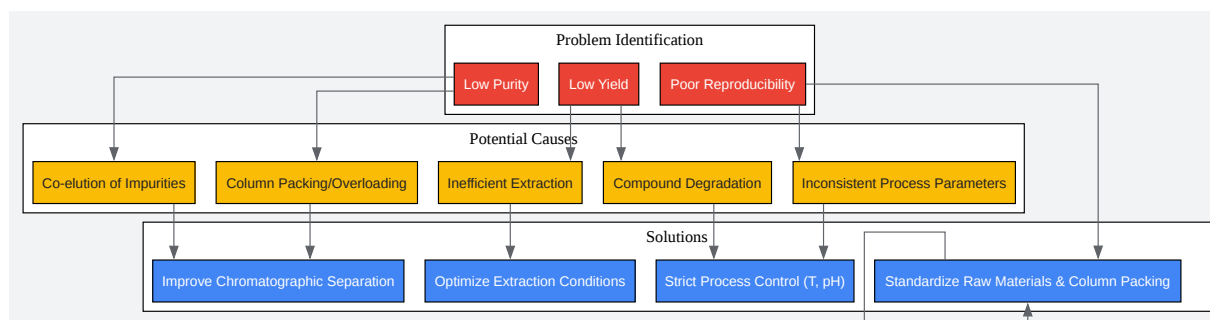 Problem Identification
Low Purity
Low Yield
Poor Reproducibility
Potential Causes
Co-elution of Impurities
Column Packing/Overloading
Inefficient Extraction
Compound Degradation
Inconsistent Process Parameters
Solutions
Improve Chromatographic Separation
Optimize Extraction Conditions
Strict Process Control (T, pH)
Standardize Raw Materials & Column Packing